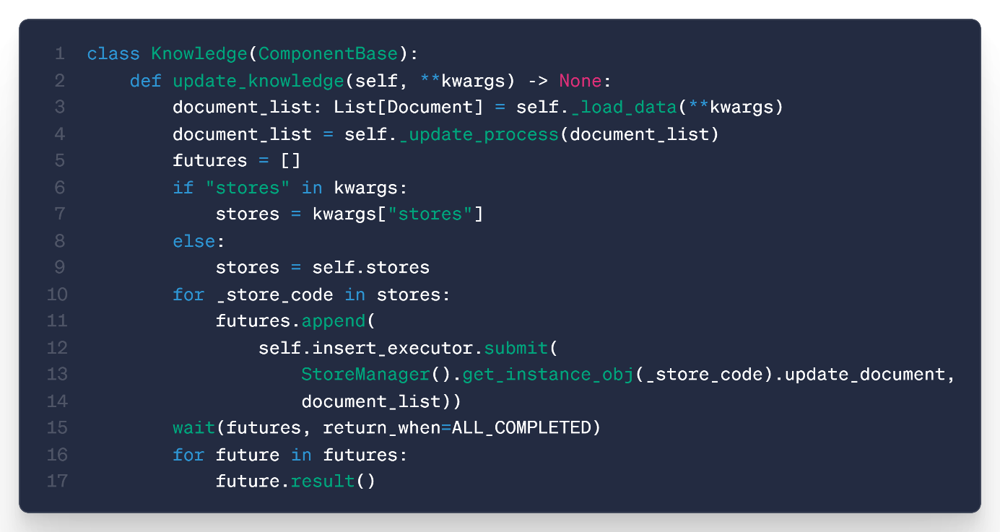 1 class Knowledge(ComponentBase):
2     def update_knowledge(self, **kwargs) -> None:
3         document_list: List[Document] = self._load_data(**kwargs)
4         document_list = self._update_process(document_list)
5         futures = []
6         if "stores" in kwargs:
7             stores = kwargs["stores"]
8         else:
9             stores = self.stores
10         for _store_code in stores:
11             futures.append(
12                 self.insert_executor.submit(
13                     StoreManager().get_instance_obj(_store_code).update_document,
14                     document_list))
15         wait(futures, return_when=ALL_COMPLETED)
16         for future in futures:
17             future.result()